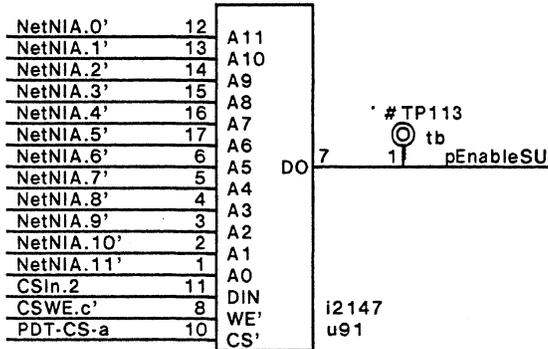 NetNIA.0' 12 A11
NetNIA.1' 13 A10
NetNIA.2' 14 A9
NetNIA.3' 15 A8
NetNIA.4' 16 A7
NetNIA.5' 17 A6
NetNIA.6' 6 A5
NetNIA.7' 5 A4
NetNIA.8' 4 A3
NetNIA.9' 3 A2
NetNIA.10' 2 A1
NetNIA.11' 1 A0
CSIn.2 11 DIN
CSWE.c' 8 WE'
PDT-CS-a 10 CS'
DO 7
#TP113
tb
1 pEnableSU
i2147
u91